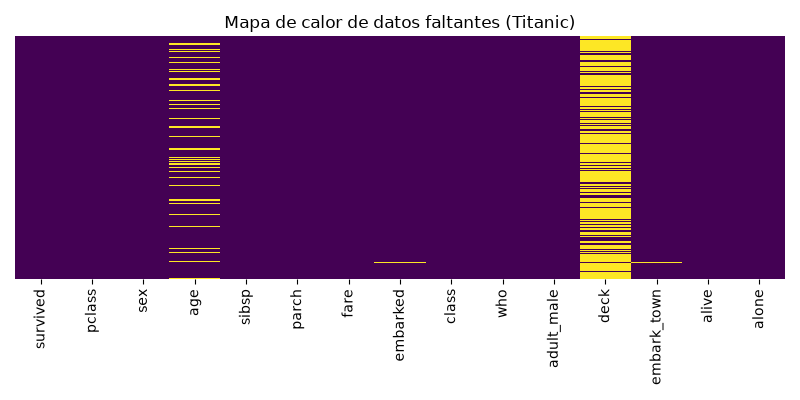 Mapa de calor de datos faltantes (Titanic)
survived
pclass
sex
age
sibsp
parch
fare
embarked
class
who
adult_male
deck
embark_town
alive
alone